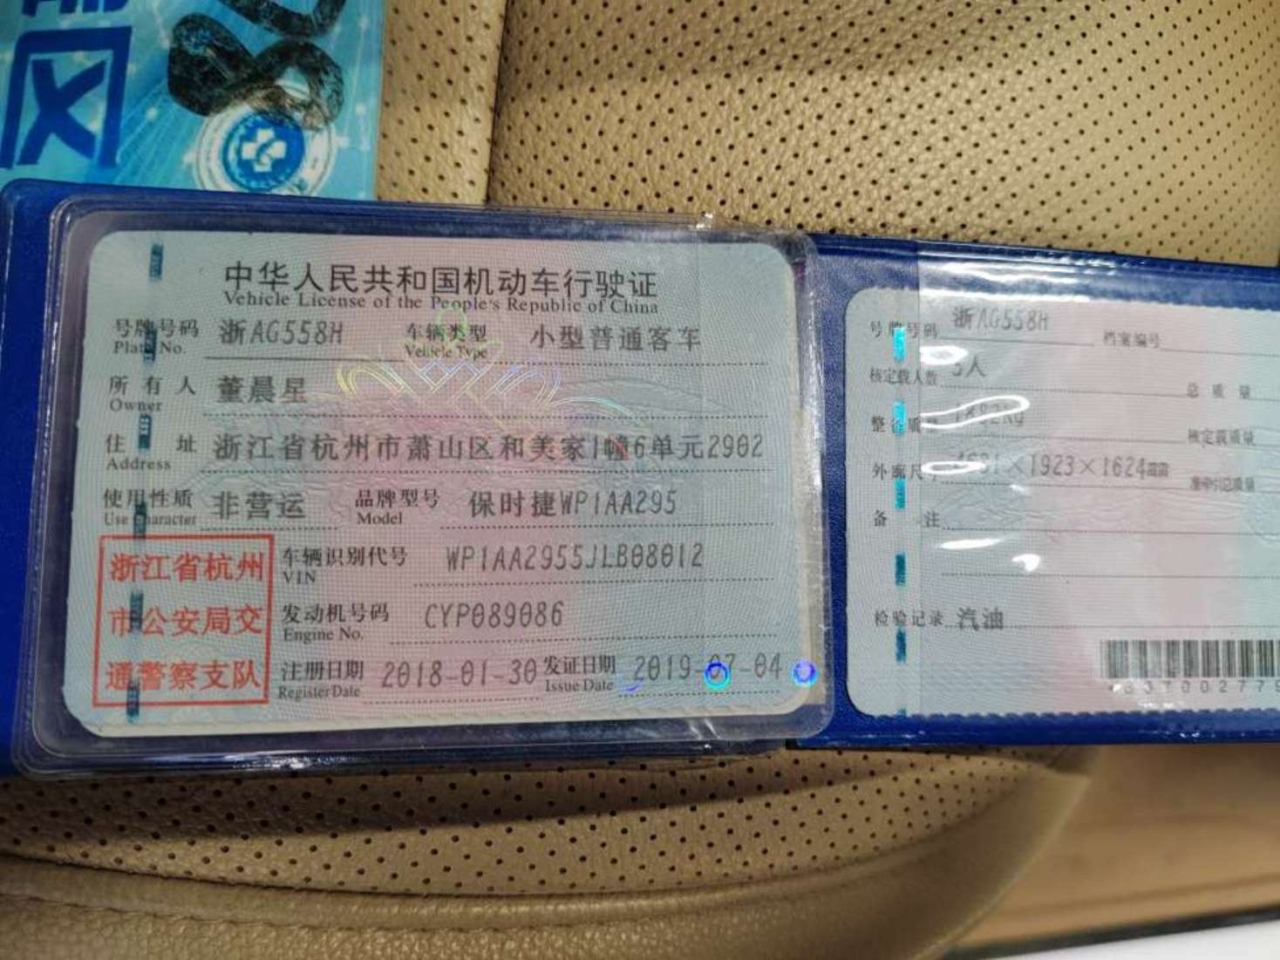 中华人民共和国机动车行驶证
Vehicle License of the People's Republic of China
号牌号码 浙AG558H 车辆类型 小型普通客车
Plate No. Vehicle Type
所有人 董晨星
Owner
住址 浙江省杭州市萧山区和美家1幢6单元2902
Address
使用性质 非营运 品牌型号 保时捷WP1AA295
Use Character Model
浙江省杭州
市公安局交
通警察支队
车辆识别代号 WP1AA2955JLB08012
VIN
发动机号码 CYP089086
Engine No.
注册日期 2018-01-30 发证日期 2019-07-04
Register Date Issue Date
号牌号码 浙AG558H 档案编号
核定载人数 5人 总质量
整备质量 核定载质量
外廓尺寸 ×1923×1624
备注
检验记录 汽油